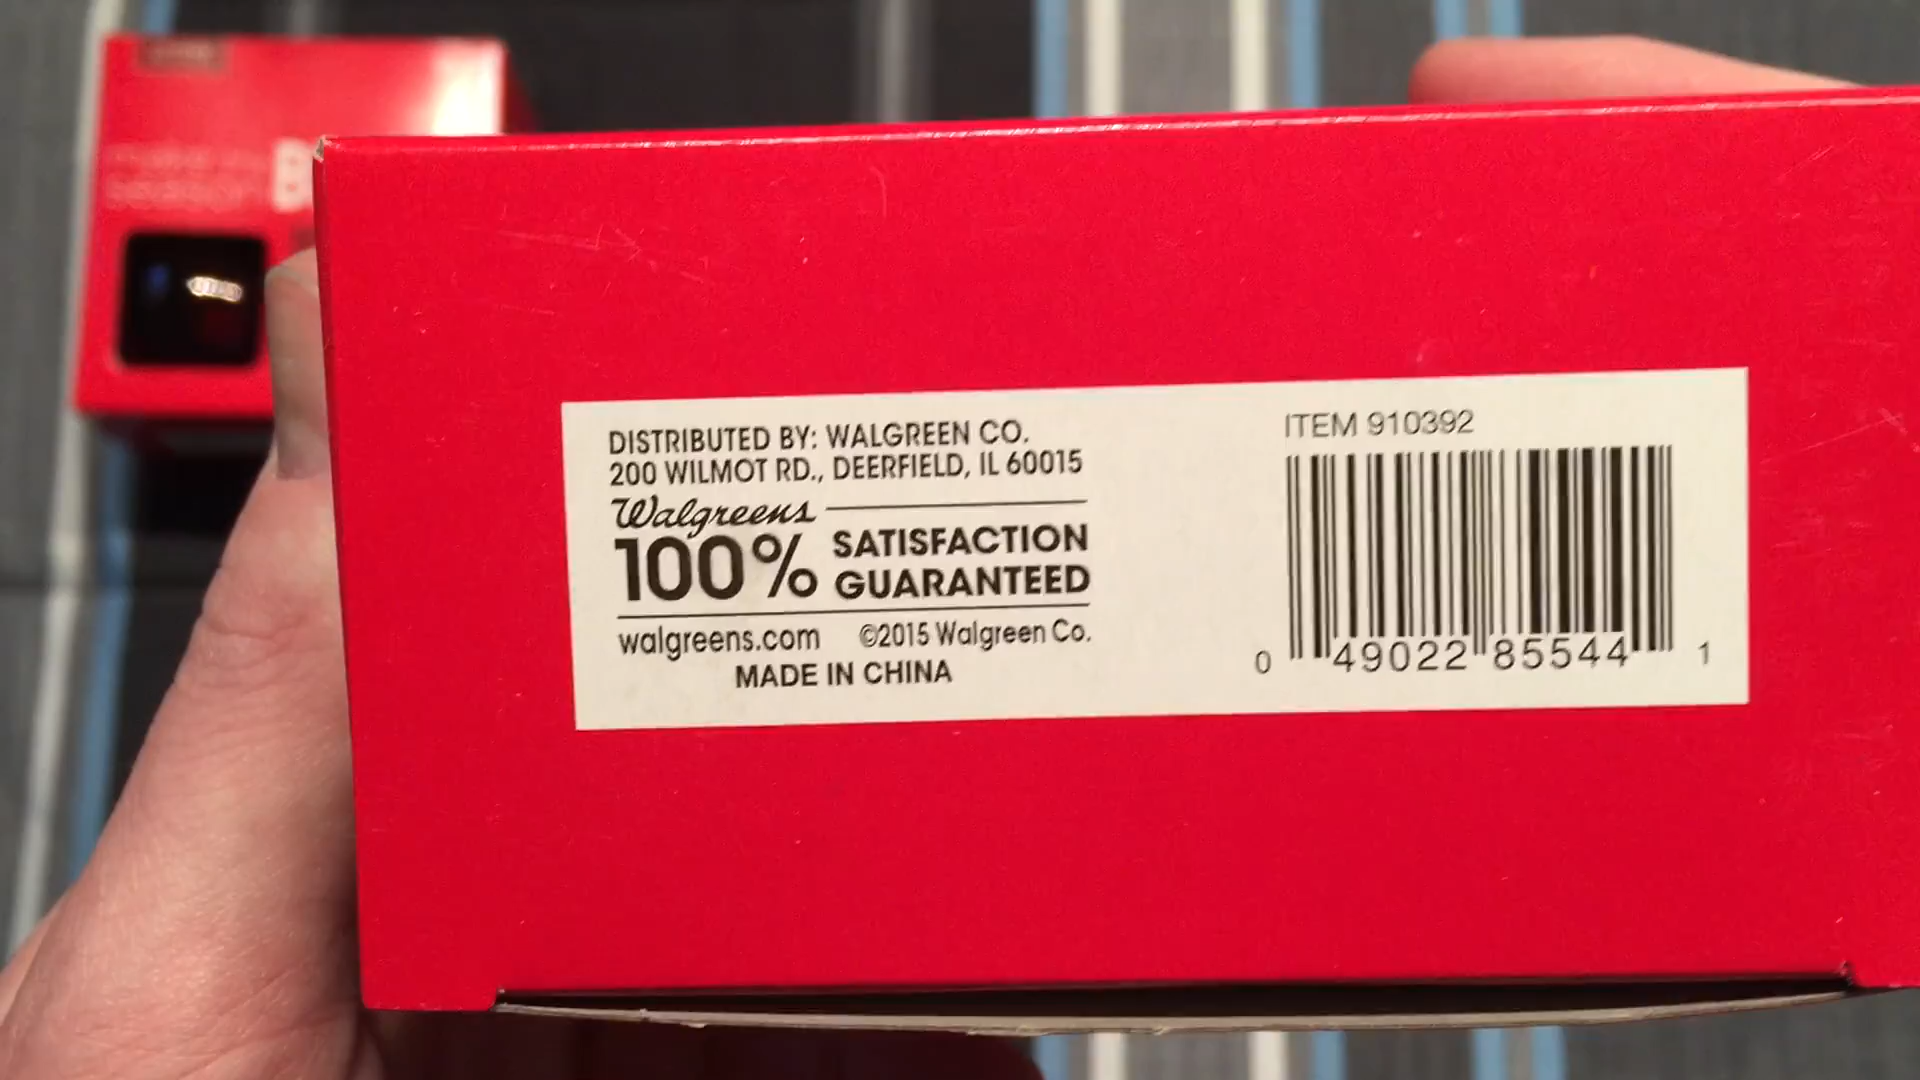 DISTRIBUTED BY: WALGREEN CO.
200 WILMOT RD., DEERFIELD, IL 60015
Walgreens
100% SATISFACTION
GUARANTEED
walgreens.com ©2015 Walgreen Co.
MADE IN CHINA
ITEM 910392
0 49022 85544 1